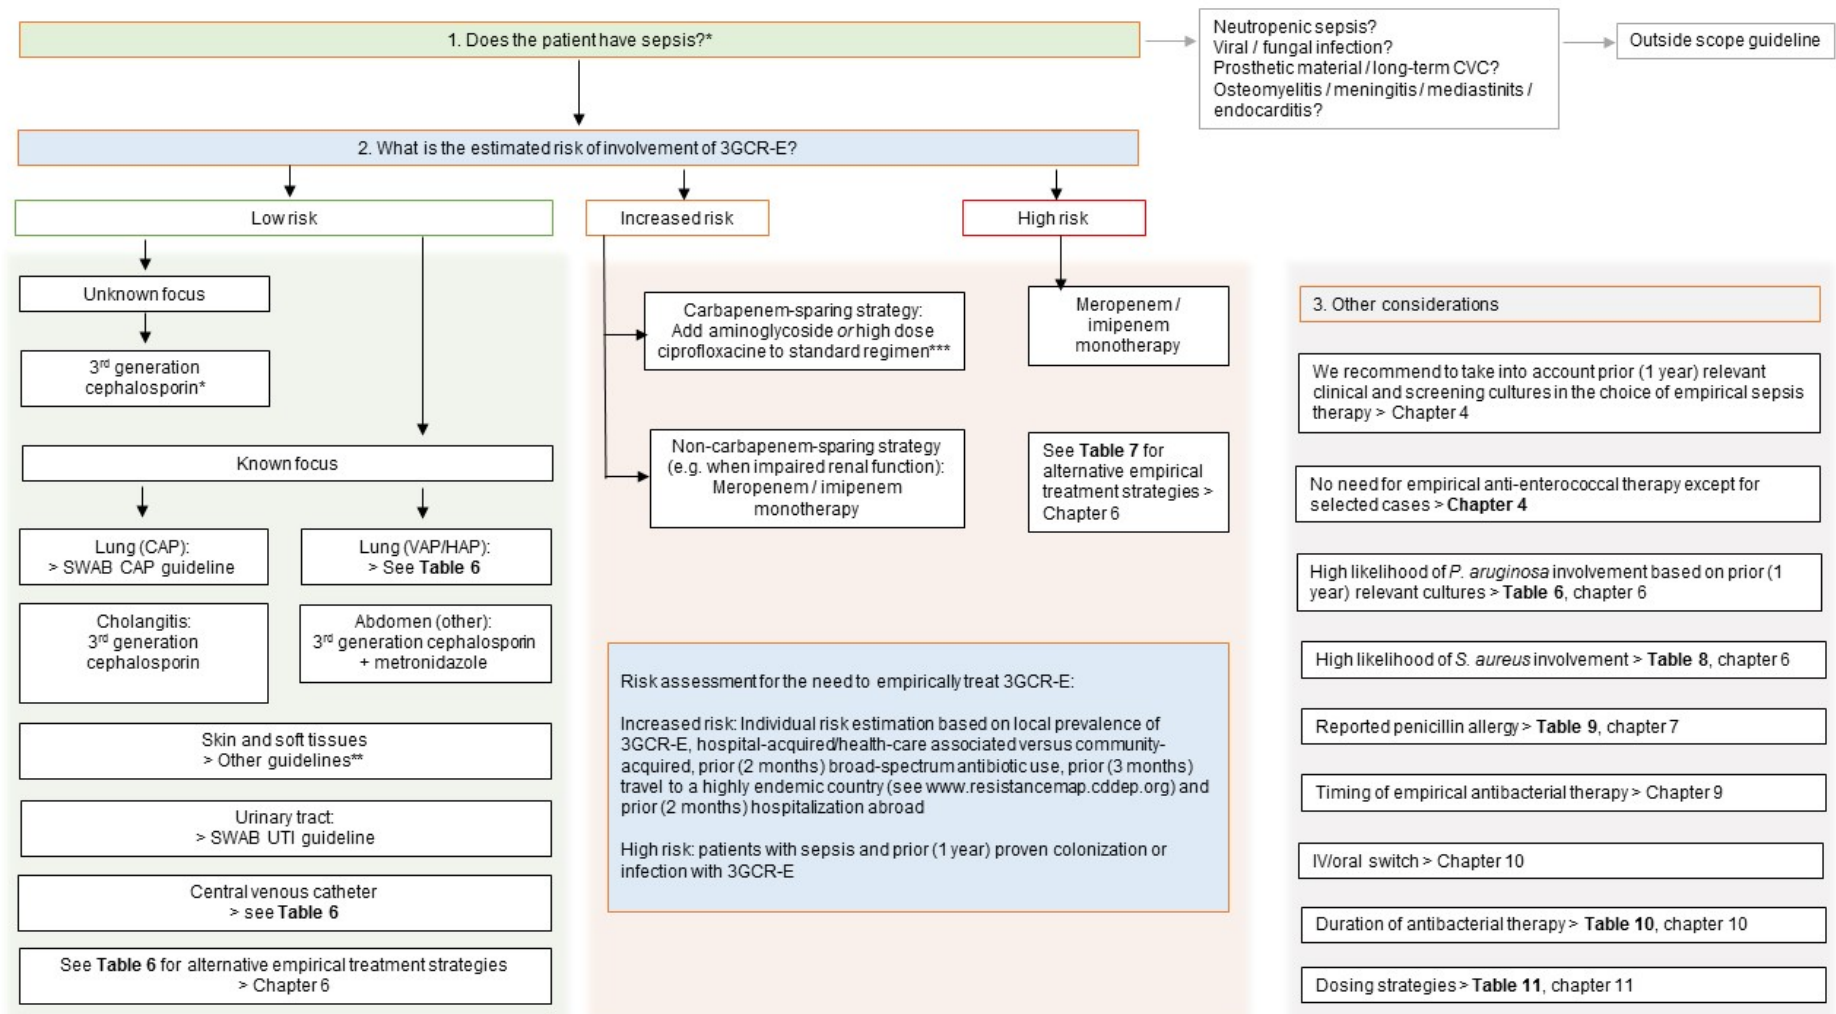 1. Does the patient have sepsis?*
Neutropenic sepsis?
Viral / fungal infection?
Prosthetic material / long-term CVC?
Osteomyelitis / meningitis / mediastinits /
endocarditis?
Outside scope guideline
2. What is the estimated risk of involvement of 3GCR-E?
Low risk
Increased risk
High risk
Unknown focus
3rd generation
cephalosporin*
Known focus
Lung (CAP):
> SWAB CAP guideline
Lung (VAP/HAP):
> See Table 6
Cholangitis:
3rd generation
cephalosporin
Abdomen (other):
3rd generation cephalosporin
+ metronidazole
Skin and soft tissues
> Other guidelines**
Urinary tract:
> SWAB UTI guideline
Central venous catheter
> see Table 6
See Table 6 for alternative empirical treatment strategies
> Chapter 6
Carbapenem-sparing strategy:
Add aminoglycoside or high dose
ciprofloxacine to standard regimen***
Non-carbapenem-sparing strategy
(e.g. when impaired renal function):
Meropenem / imipenem
monotherapy
Meropenem /
imipenem
monotherapy
See Table 7 for
alternative empirical
treatment strategies >
Chapter 6
Risk assessment for the need to empirically treat 3GCR-E:
Increased risk: Individual risk estimation based on local prevalence of
3GCR-E, hospital-acquired/health-care associated versus community-
acquired, prior (2 months) broad-spectrum antibiotic use, prior (3 months)
travel to a highly endemic country (see www.resistancemap.cddep.org) and
prior (2 months) hospitalization abroad
High risk: patients with sepsis and prior (1 year) proven colonization or
infection with 3GCR-E
3. Other considerations
We recommend to take into account prior (1 year) relevant
clinical and screening cultures in the choice of empirical sepsis
therapy > Chapter 4
No need for empirical anti-enterococcal therapy except for
selected cases > Chapter 4
High likelihood of P. aruginosa involvement based on prior (1
year) relevant cultures > Table 6, chapter 6
High likelihood of S. aureus involvement > Table 8, chapter 6
Reported penicillin allergy > Table 9, chapter 7
Timing of empirical antibacterial therapy > Chapter 9
IV/oral switch > Chapter 10
Duration of antibacterial therapy > Table 10, chapter 10
Dosing strategies > Table 11, chapter 11